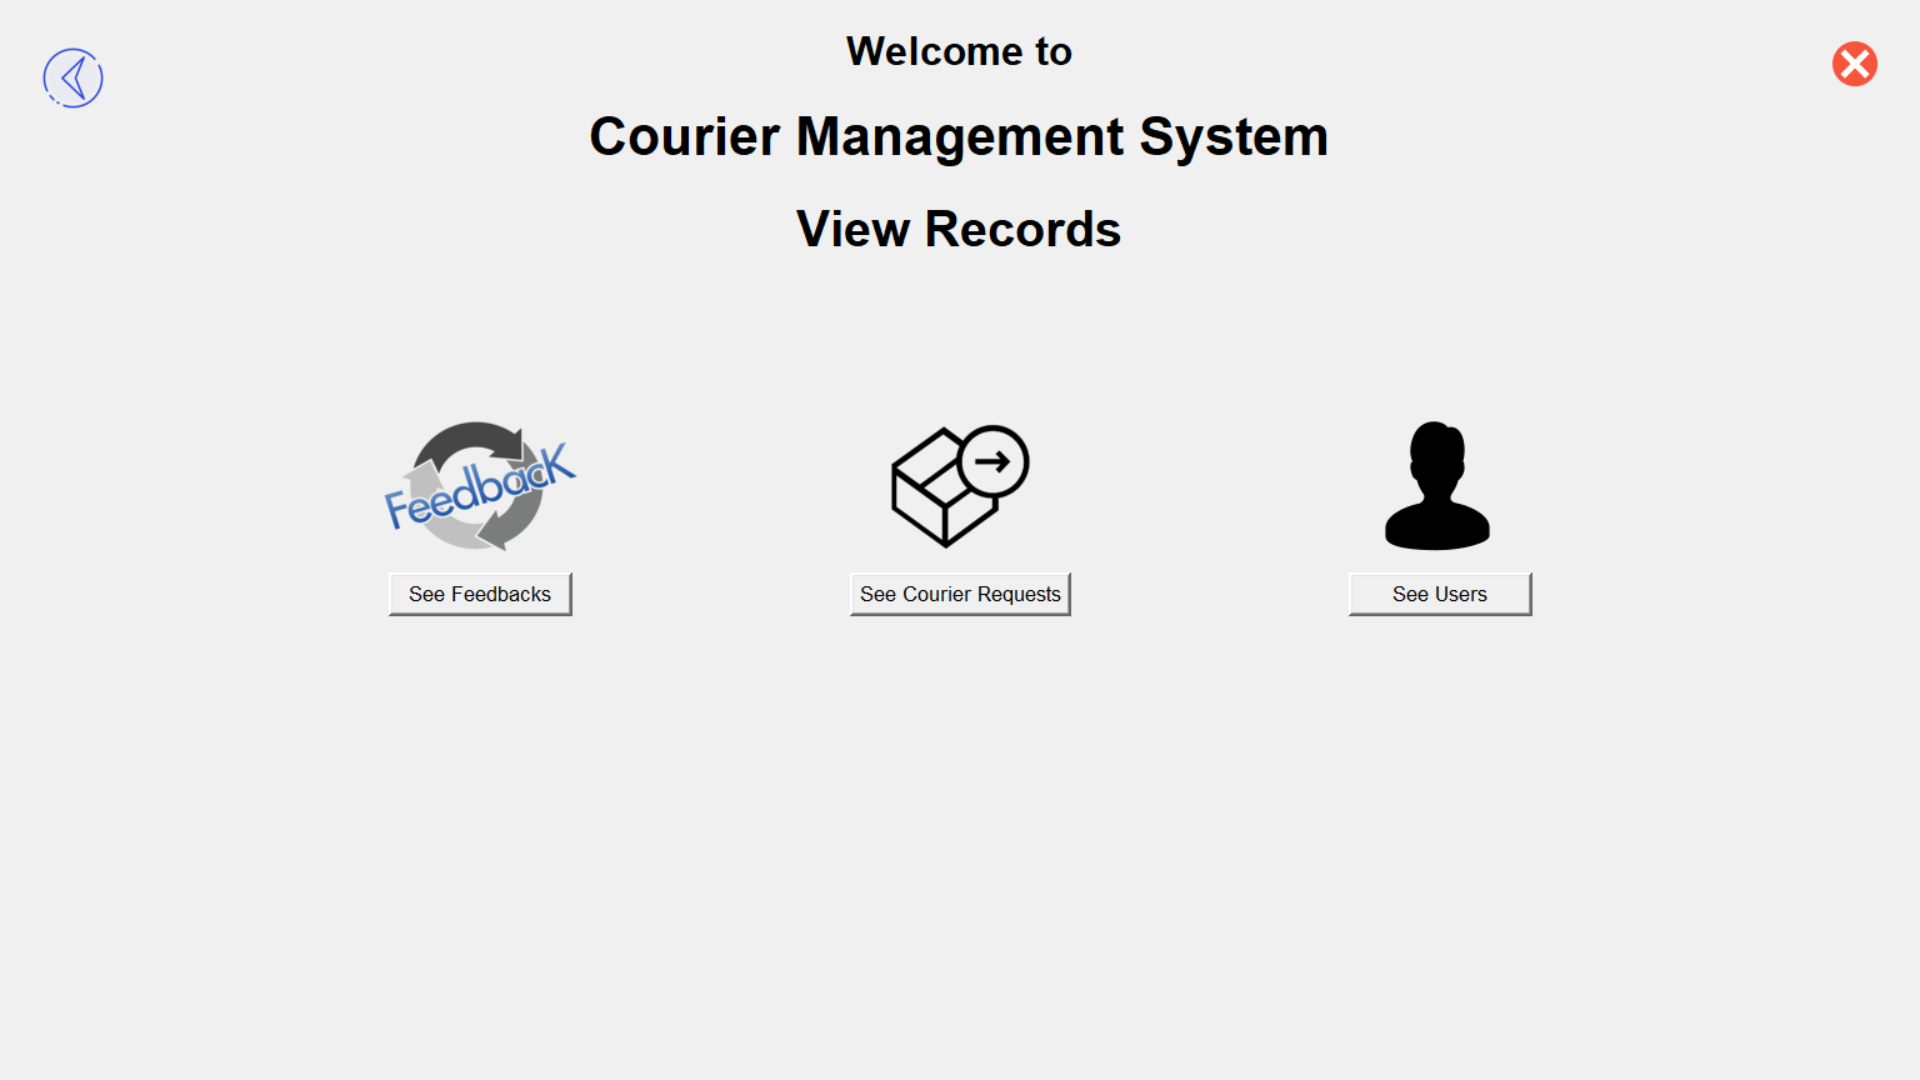 Welcome to
Courier Management System
View Records
Feedback
See Feedbacks
See Courier Requests
See Users